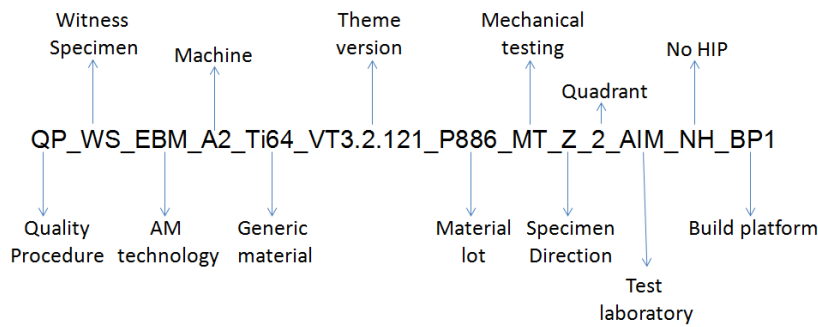 Witness
Specimen
Machine
Theme
version
Mechanical
testing
Quadrant
No HIP
QP_WS_EBM_A2_Ti64_VT3.2.121_P886_MT_Z_2_AIM_NH_BP1
Quality
Procedure
AM
technology
Generic
material
Material
lot
Specimen
Direction
Test
laboratory
Build platform